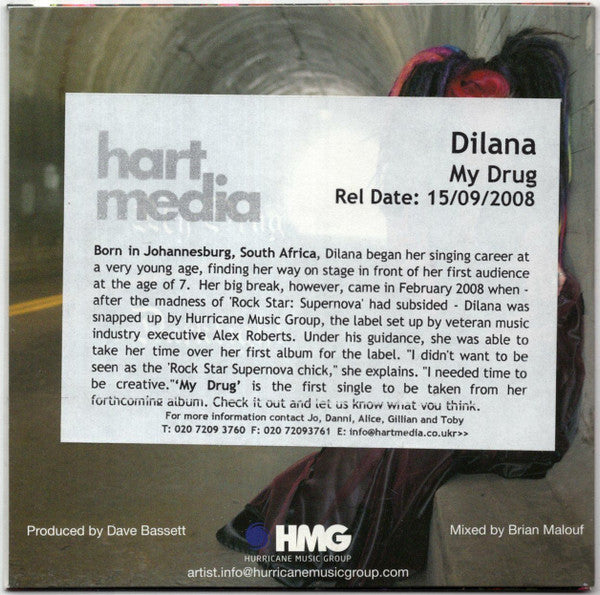 hart
media
Dilana
My Drug
Rel Date: 15/09/2008
Born in Johannesburg, South Africa, Dilana began her singing career at
a very young age, finding her way on stage in front of her first audience
at the age of 7. Her big break, however, came in February 2008 when -
after the madness of 'Rock Star: Supernova' had subsided - Dilana was
snapped up by Hurricane Music Group, the label set up by veteran music
industry executive Alex Roberts. Under his guidance, she was able to
take her time over her first album for the label. "I didn't want to be
seen as the 'Rock Star Supernova chick," she explains. "I needed time to
be creative."‘My Drug’ is the first single to be taken from her
forthcoming album. Check it out and let us know what you think.
For more information contact Jo, Danni, Alice, Gillian and Toby
T: 020 7209 3760 F: 020 72093761 E: info@hartmedia.co.ukr>>
Produced by Dave Bassett
HMG
HURRICANE MUSIC GROUP
Mixed by Brian Malouf
artist.info@hurricanemusicgroup.com